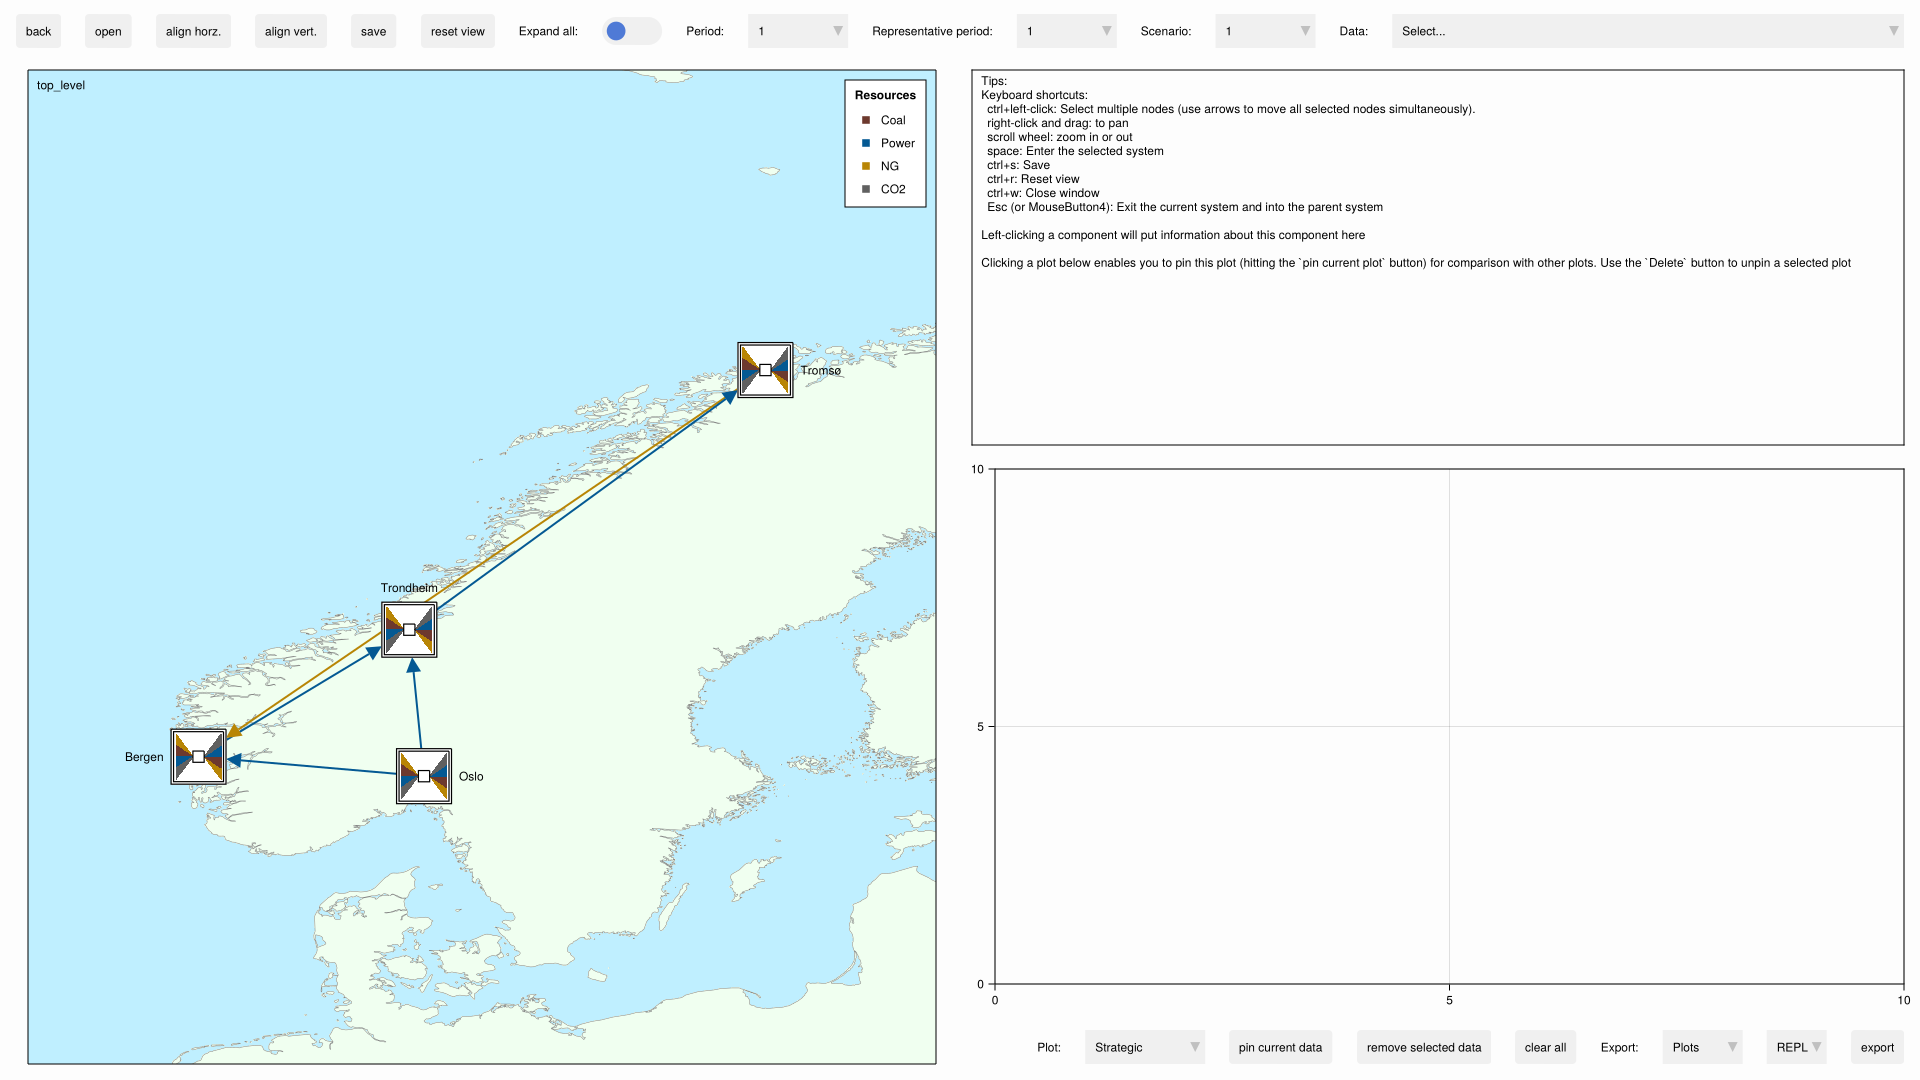 back open align horz. align vert. save reset view Expand all: Period: 1 Representative period: 1 Scenario: 1 Data: Select...
top_level
Resources
Coal
Power
NG
CO2
Tromsø
Trondheim
Bergen
Oslo
Tips:
Keyboard shortcuts:
ctrl+left-click: Select multiple nodes (use arrows to move all selected nodes simultaneously).
right-click and drag: to pan
scroll wheel: zoom in or out
space: Enter the selected system
ctrl+s: Save
ctrl+r: Reset view
ctrl+w: Close window
Esc (or MouseButton4): Exit the current system and into the parent system
Left-clicking a component will put information about this component here
Clicking a plot below enables you to pin this plot (hitting the `pin current plot` button) for comparison with other plots. Use the `Delete` button to unpin a selected plot
10
5
0
0 5 10
Plot: Strategic pin current data remove selected data clear all Export: Plots REPL export